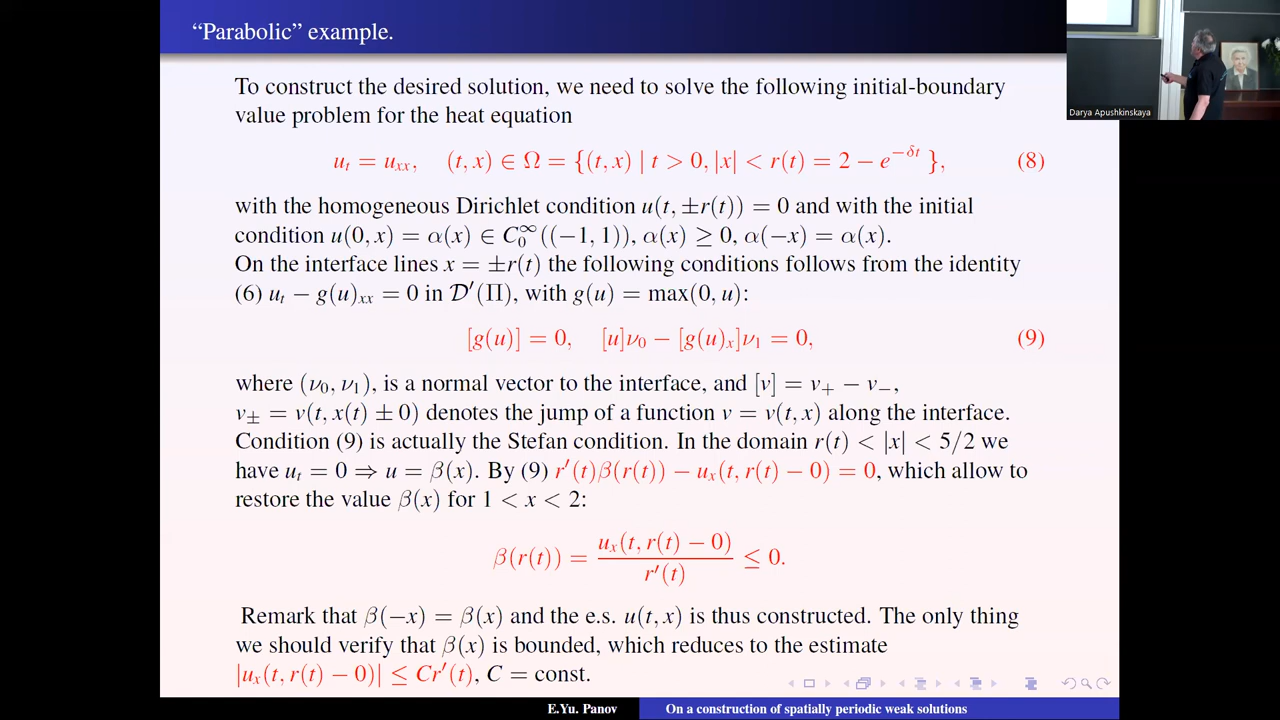 “Parabolic” example.
To construct the desired solution, we need to solve the following initial-boundary
value problem for the heat equation
u_t = u_{xx}, (t, x) ∈ Ω = {(t, x) | t > 0, |x| < r(t) = 2 − e^{−δt} }, (8)
with the homogeneous Dirichlet condition u(t, ±r(t)) = 0 and with the initial
condition u(0, x) = α(x) ∈ C_0^∞((−1, 1)), α(x) ≥ 0, α(−x) = α(x).
On the interface lines x = ±r(t) the following conditions follows from the identity
(6) u_t − g(u)_{xx} = 0 in 𝒟′(Π), with g(u) = max(0, u):
[g(u)] = 0, [u]ν_0 − [g(u)_x]ν_1 = 0, (9)
where (ν_0, ν_1), is a normal vector to the interface, and [v] = v_+ − v_−,
v_± = v(t, x(t) ± 0) denotes the jump of a function v = v(t, x) along the interface.
Condition (9) is actually the Stefan condition. In the domain r(t) < |x| < 5/2 we
have u_t = 0 ⇒ u = β(x). By (9) r′(t)β(r(t)) − u_x(t, r(t) − 0) = 0, which allow to
restore the value β(x) for 1 < x < 2:
β(r(t)) = u_x(t, r(t) − 0) / r′(t) ≤ 0.
Remark that β(−x) = β(x) and the e.s. u(t, x) is thus constructed. The only thing
we should verify that β(x) is bounded, which reduces to the estimate
|u_x(t, r(t) − 0)| ≤ Cr′(t), C = const.
E.Yu. Panov On a construction of spatially periodic weak solutions
Darya Apushkinskaya